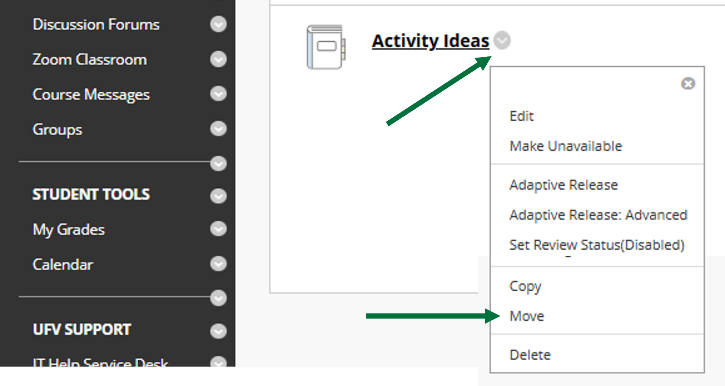 Discussion Forums
Zoom Classroom
Course Messages
Groups
STUDENT TOOLS
My Grades
Calendar
UFV SUPPORT
IT Help Service Desk
Activity Ideas
Edit
Make Unavailable
Adaptive Release
Adaptive Release: Advanced
Set Review Status(Disabled)
Copy
Move
Delete